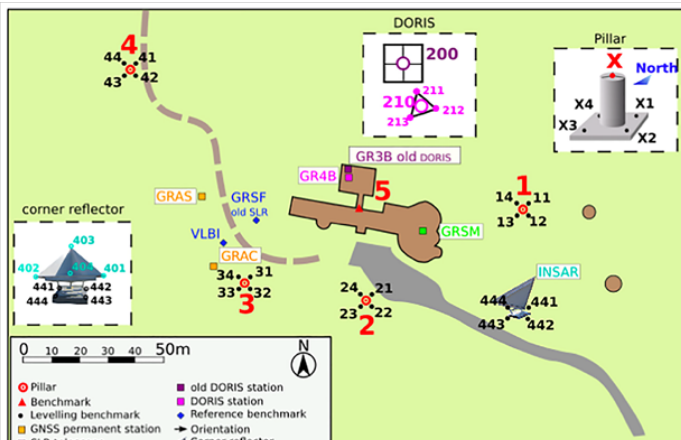 DORIS
200
211
210
212
213
Pillar
X
North
X4
X1
X3
X2
4
44 41
43 42
GR3B old DORIS
GR4B
5
1
14 11
13 12
GRAS
GRSF
old SLR
VLBI
GRSM
GRAC
34 31
33 32
3
24 21
23 22
2
INSAR
444 441
443 442
corner reflector
403
402 404 401
441 442
444 443
0 10 20 30 40 50m
N
Pillar
Benchmark
Levelling benchmark
GNSS permanent station
old DORIS station
DORIS station
Reference benchmark
Orientation